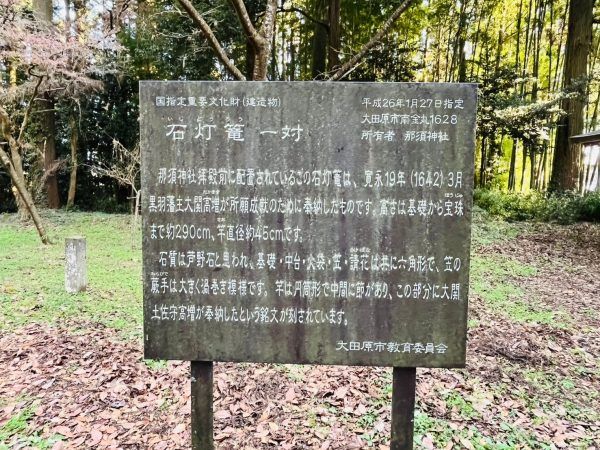 国指定重要文化財(建造物)
平成26年1月27日指定
石灯籠 一対
いしどうろう
大田原市南金丸1628
所有者 那須神社
那須神社拝殿前に配置されているこの石灯籠は、寛永19年(1642)3月
黒羽藩主大関高増が所願成就のために奉納したものです。高さは基礎から宝珠
まで約290cm、竿直径約46cmです。
石質は芦野石と思われ、基礎・中台・火袋・笠・請花は共に六角形で、笠の
蕨手は大きく渦巻き模様です。竿は円筒形で中間に節があり、この部分に大関
土佐守高増が奉納したという銘文が刻されています。
大田原市教育委員会